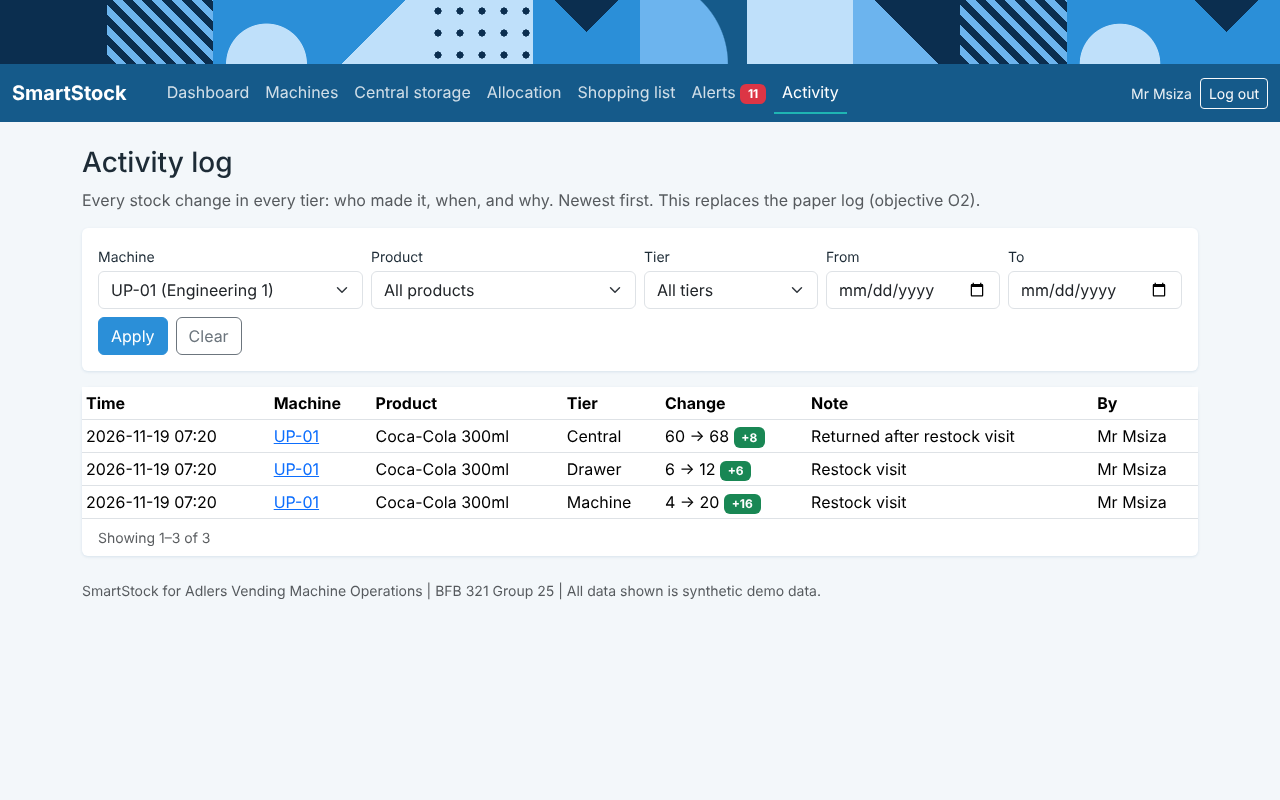 SmartStock Dashboard Machines Central storage Allocation Shopping list Alerts 11 Activity Mr Msiza Log out
Activity log
Every stock change in every tier: who made it, when, and why. Newest first. This replaces the paper log (objective O2).
Machine Product Tier From To
UP-01 (Engineering 1) All products All tiers mm/dd/yyyy mm/dd/yyyy
Apply Clear
Time Machine Product Tier Change Note By
2026-11-19 07:20 UP-01 Coca-Cola 300ml Central 60 → 68 +8 Returned after restock visit Mr Msiza
2026-11-19 07:20 UP-01 Coca-Cola 300ml Drawer 6 → 12 +6 Restock visit Mr Msiza
2026-11-19 07:20 UP-01 Coca-Cola 300ml Machine 4 → 20 +16 Restock visit Mr Msiza
Showing 1–3 of 3
SmartStock for Adlers Vending Machine Operations | BFB 321 Group 25 | All data shown is synthetic demo data.